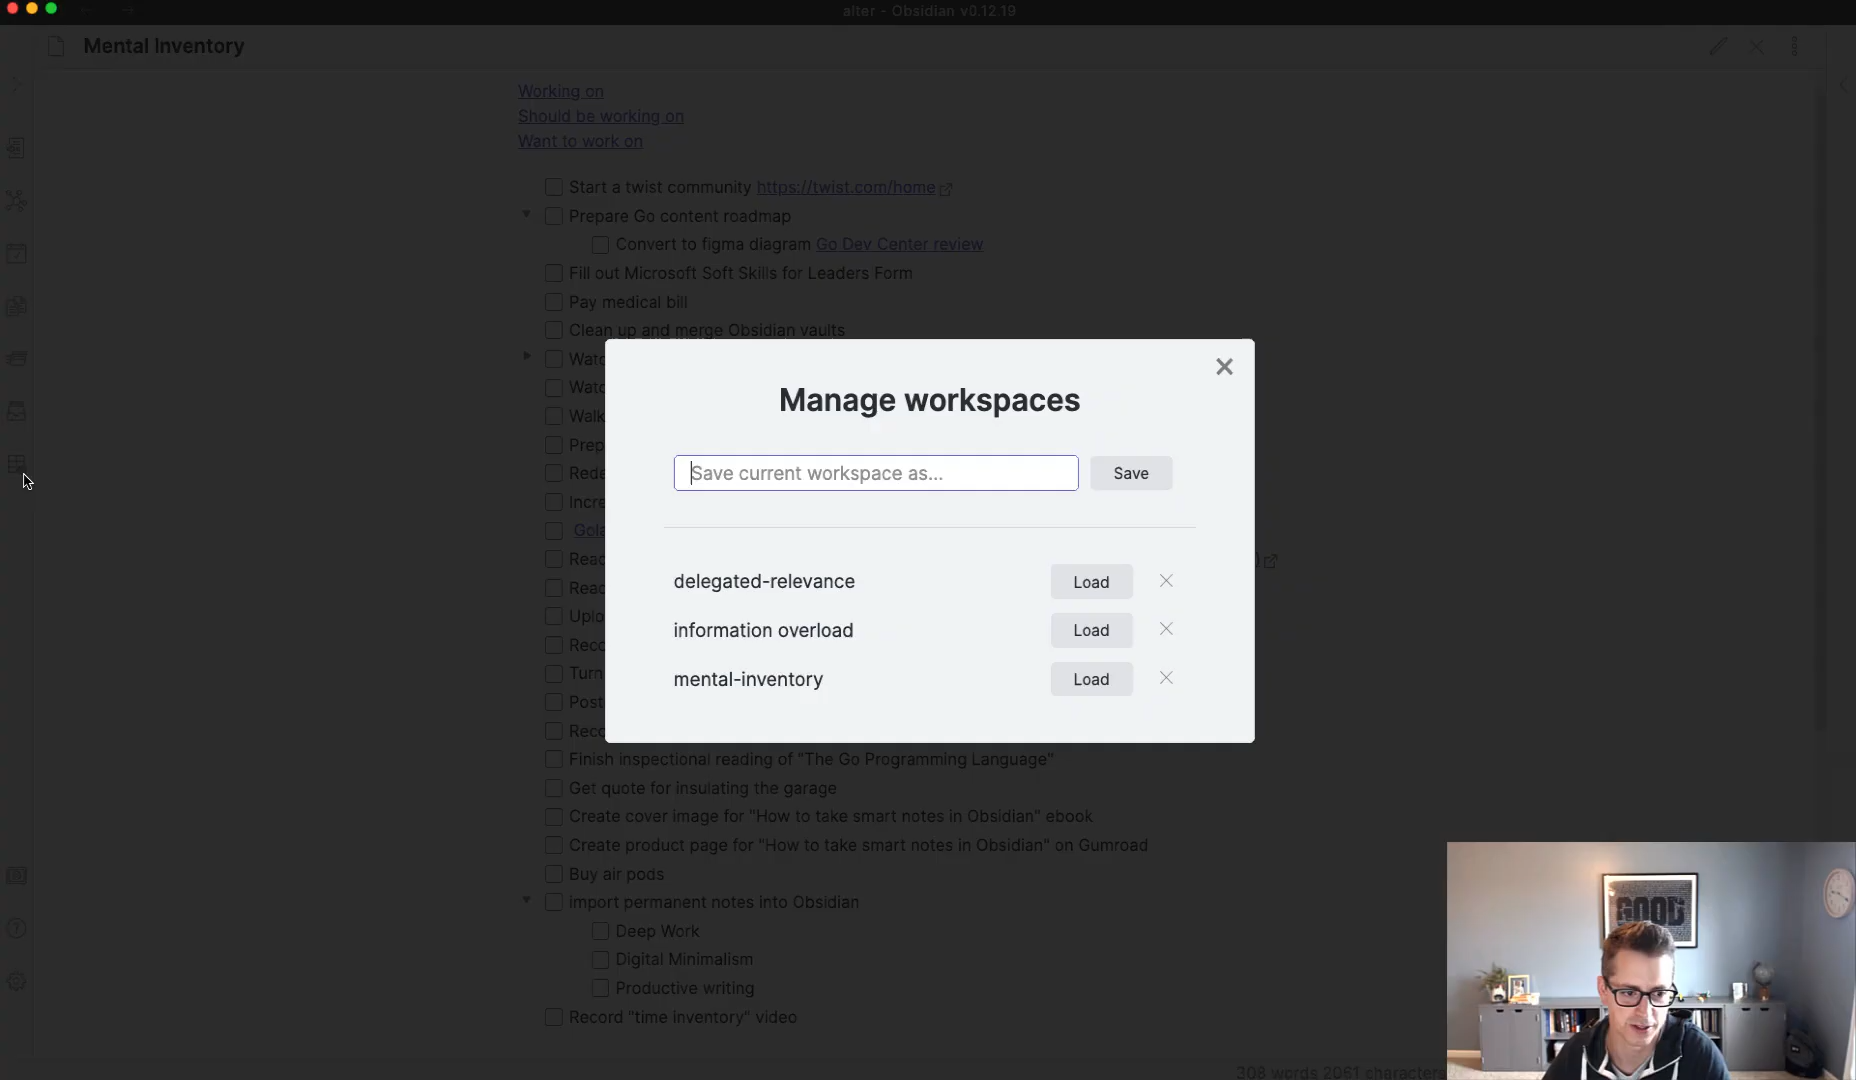 alter - Obsidian v0.12.19
Mental Inventory
Working on
Should be working on
Want to work on
Start a twist community https://twist.com/home
Prepare Go content roadmap
Convert to figma diagram Go Dev Center review
Fill out Microsoft Soft Skills for Leaders Form
Pay medical bill
Clean up and merge Obsidian vaults
Manage workspaces
Save current workspace as...
Save
delegated-relevance
Load
information overload
Load
mental-inventory
Load
Finish inspectional reading of "The Go Programming Language"
Get quote for insulating the garage
Create cover image for "How to take smart notes in Obsidian" ebook
Create product page for "How to take smart notes in Obsidian" on Gumroad
Buy air pods
import permanent notes into Obsidian
Deep Work
Digital Minimalism
Productive writing
Record "time inventory" video
308 words 2061 characters
GOOD